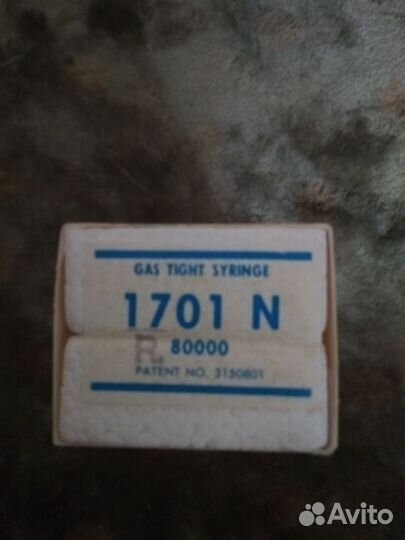 GAS TIGHT SYRINGE
1701 N
R 80000
PATENT NO. 3150801
Avito